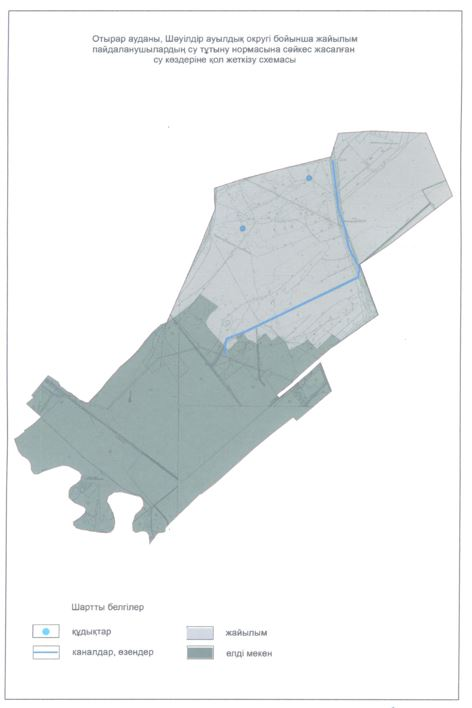 Отырар ауданы, Шәуілдір ауылдық округі бойынша жайылым
пайдаланушылардың су тұтыну нормасына сәйкес жасалған
су көздеріне қол жеткізу схемасы
Шартты белгілер
құдықтар
жайылым
каналдар, өзендер
елді мекен